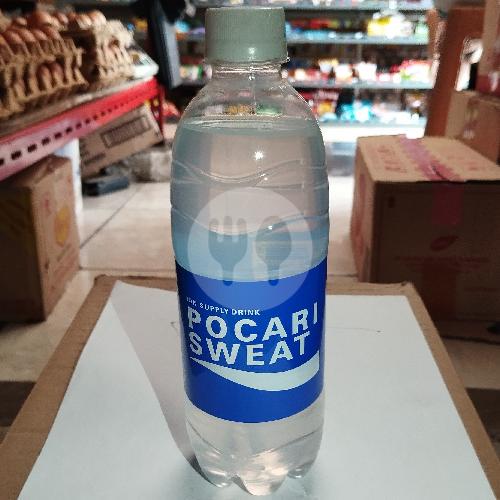 ION SUPPLY DRINK
POCARI
SWEAT